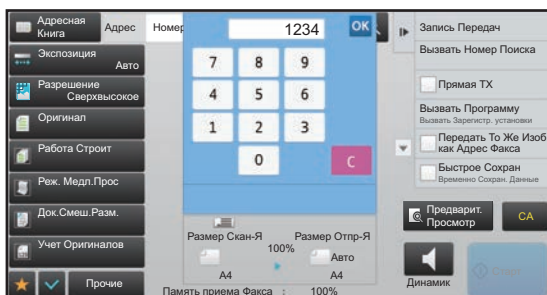 Адресная
Книга
Адрес
Номер
Экспозиция
Авто
Разрешение
Сверхвысокое
Оригинал
Работа Строит
Реж. Медл.Прос
Док.Смеш.Разм.
Учет Оригиналов
Прочие
1234
OK
7 8 9
4 5 6
1 2 3
0 C
Размер Скан-Я
Размер Отпр-Я
100%
Авто
A4
A4
Память приема Факса : 100%
Запись Передач
Вызвать Номер Поиска
Прямая TX
Вызвать Программу
Вызвать Зарегистр. установки
Передать То Же Изоб
как Адрес Факса
Быстрое Сохран
Временно Сохран. Данные
Предварит.
Просмотр
CA
Динамик
Старт